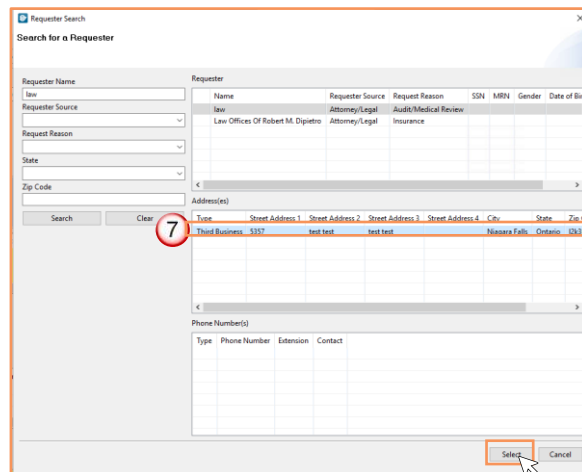 Requester Search
Search for a Requester
Requester Name
law
Requester Source
Request Reason
State
Zip Code
Search Clear
Requester
Name Requester Source Request Reason SSN MRN Gender Date of Bi
law Attorney/Legal Audit/Medical Review
Law Offices Of Robert M. Dipietro Attorney/Legal Insurance
Address(es)
Type Street Address 1 Street Address 2 Street Address 3 Street Address 4 City State Zip
7
Third Business 5357 test test test test Niagara Falls Ontario l2k3
Phone Number(s)
Type Phone Number Extension Contact
Select Cancel